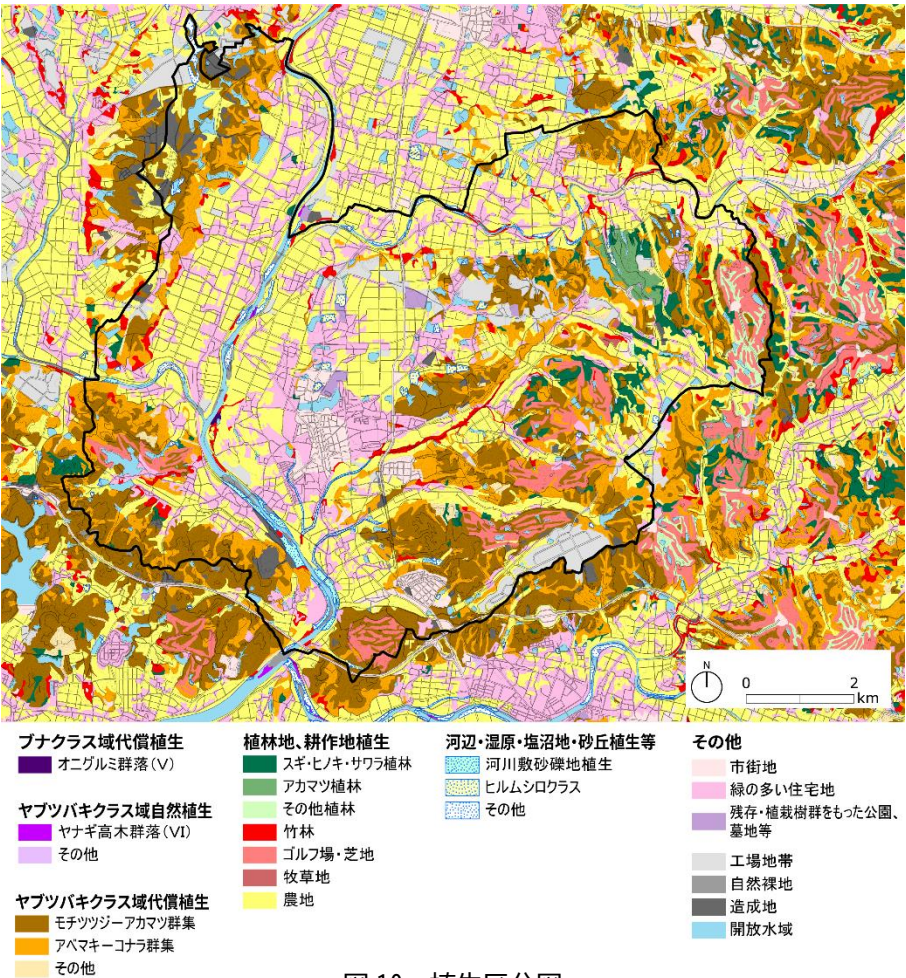 N
0 2
km
ブナクラス域代償植生
オニグルミ群落(Ⅴ)
ヤブツバキクラス域自然植生
ヤナギ高木群落(Ⅵ)
その他
ヤブツバキクラス域代償植生
モチツツジーアカマツ群集
アベマキーコナラ群集
その他
植林地、耕作地植生
スギ・ヒノキ・サワラ植林
アカマツ植林
その他植林
竹林
ゴルフ場・芝地
牧草地
農地
河辺・湿原・塩沼地・砂丘植生等
河川敷砂礫地植生
ヒルムシロクラス
その他
その他
市街地
緑の多い住宅地
残存・植栽樹群をもった公園、
墓地等
工場地帯
自然裸地
造成地
開放水域